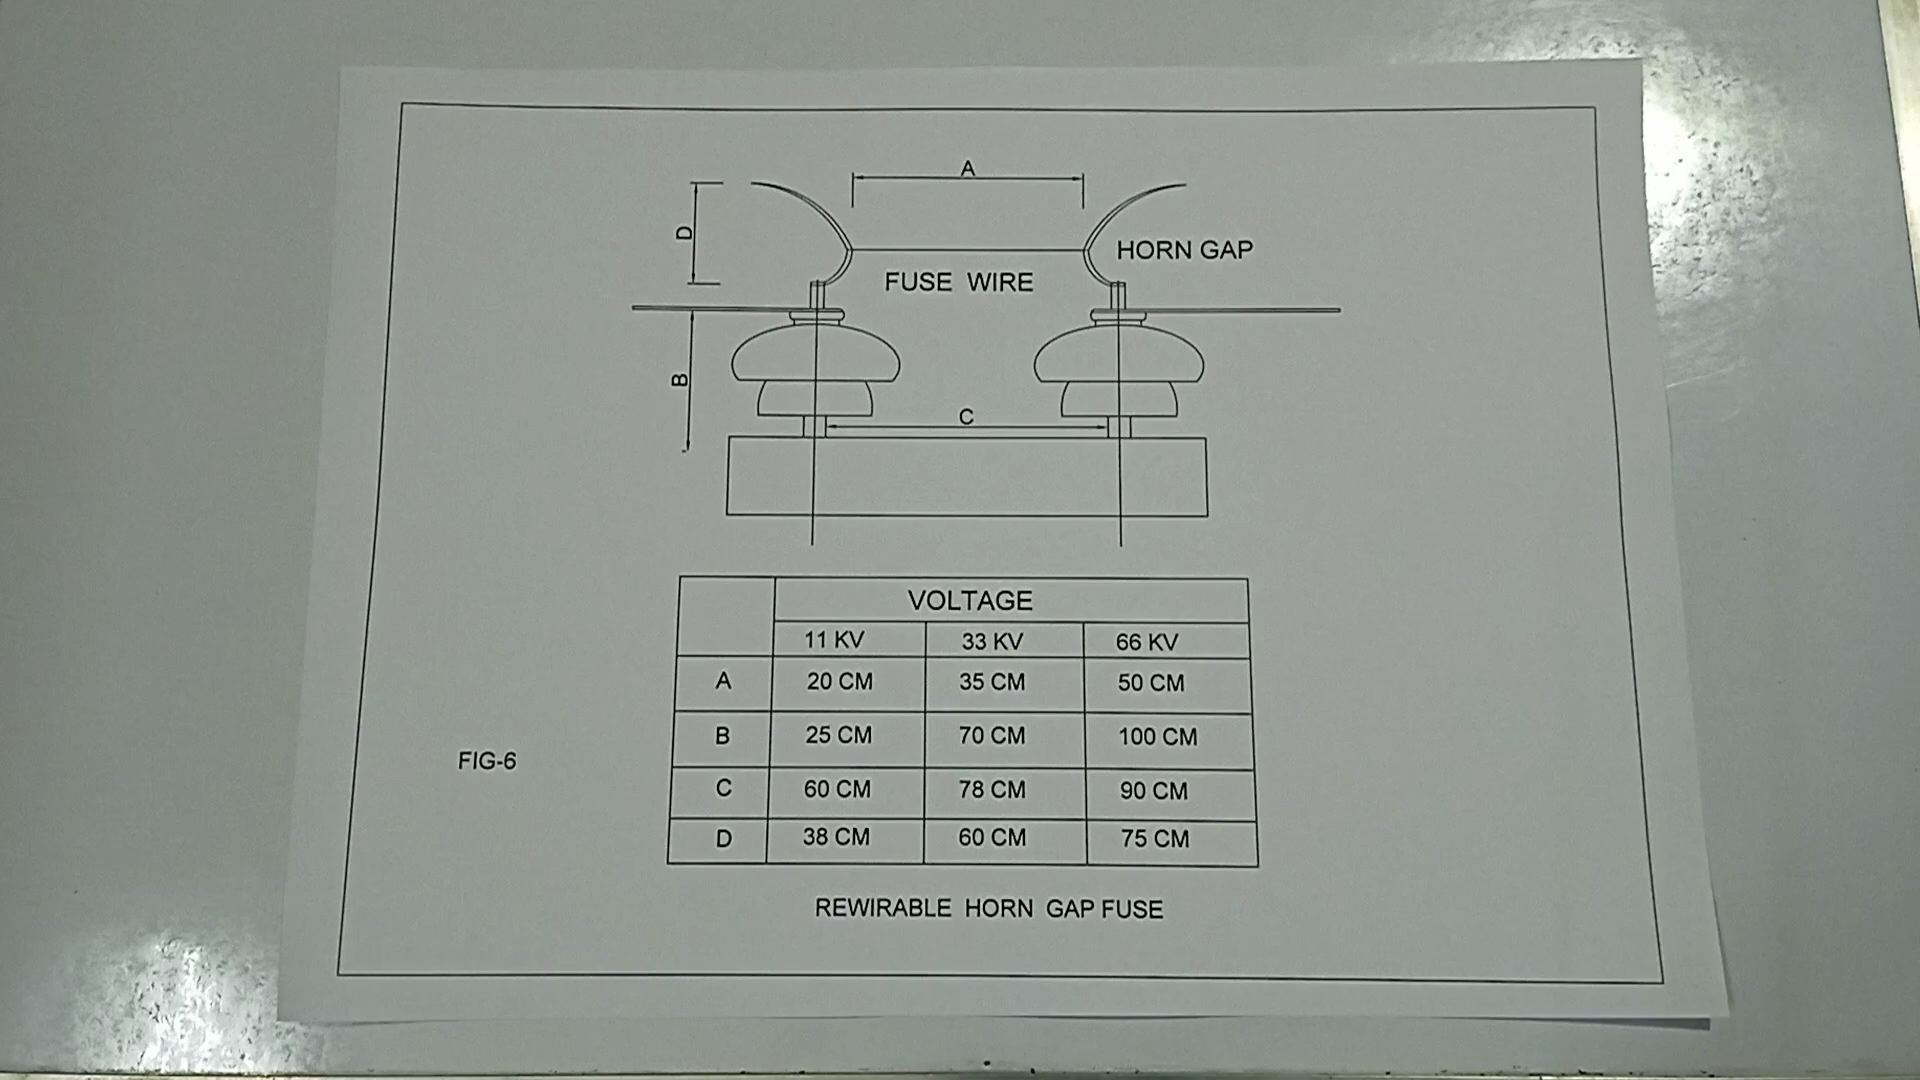 A
D
HORN GAP
FUSE WIRE
B
C
VOLTAGE
11 KV 33 KV 66 KV
A 20 CM 35 CM 50 CM
B 25 CM 70 CM 100 CM
C 60 CM 78 CM 90 CM
D 38 CM 60 CM 75 CM
FIG-6
REWIRABLE HORN GAP FUSE